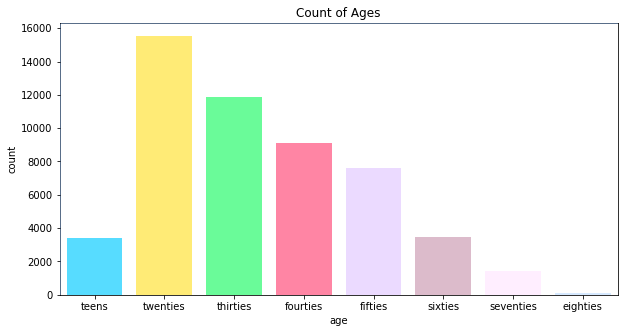 Count of Ages
16000
14000
12000
10000
8000
6000
4000
2000
0
count
teens twenties thirties fourties fifties sixties seventies eighties
age